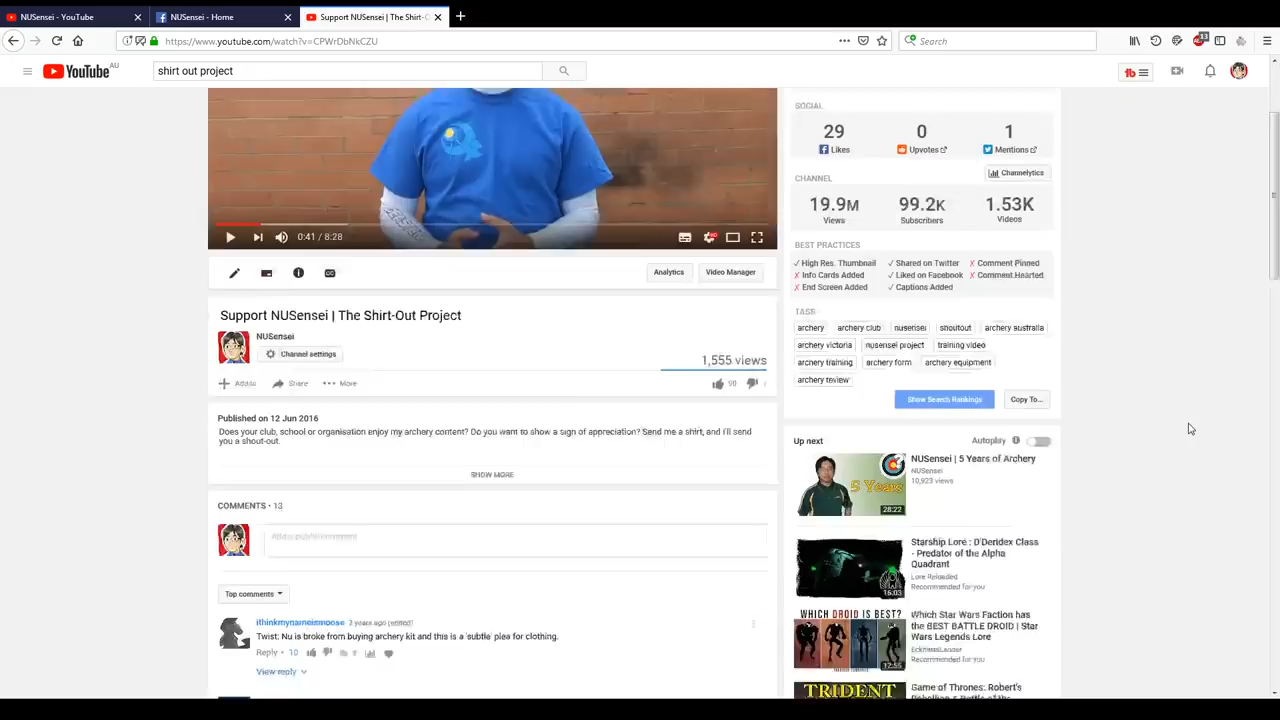 NUSensei - YouTube
NUSensei - Home
Support NUSensei | The Shirt-O
https://www.youtube.com/watch?v=CPWrDbNkCZU
Search
13
YouTube AU
shirt out project
tb
0:41 / 8:28
Analytics
Video Manager
Support NUSensei | The Shirt-Out Project
NUSensei
Channel settings
1,555 views
Add to
Share
More
90
Published on 12 Jun 2016
Does your club, school or organisation enjoy my archery content? Do you want to show a sign of appreciation? Send me a shirt, and I'll send
you a shout-out.
SHOW MORE
COMMENTS • 13
Add a public comment
Top comments
ithinkmynameismoose 2 years ago (edited)
Twist: Nu is broke from buying archery kit and this is a 'subtle' plea for clothing.
Reply • 10
View reply
SOCIAL
29 0 1
Likes Upvotes Mentions
CHANNEL
Channelytics
19.9M 99.2K 1.53K
Views Subscribers Videos
BEST PRACTICES
✓ High Res. Thumbnail ✓ Shared on Twitter ✗ Comment Pinned
✗ Info Cards Added ✓ Liked on Facebook ✗ Comment Hearted
✗ End Screen Added ✓ Captions Added
TAGS
archery archery club nusensei shoutout archery australia
archery victoria nusensei project training video
archery training archery form archery equipment
archery review
Show Search Rankings
Copy To...
Up next
Autoplay
5 Years
28:22
NUSensei | 5 Years of Archery
NUSensei
10,923 views
16:03
Starship Lore : D'Deridex Class
- Predator of the Alpha
Quadrant
Lore Reloaded
Recommended for you
WHICH DROID IS BEST?
12:55
Which Star Wars Faction has
the BEST BATTLE DROID | Star
Wars Legends Lore
EckhartsLadder
Recommended for you
TRIDENT
Game of Thrones: Robert's